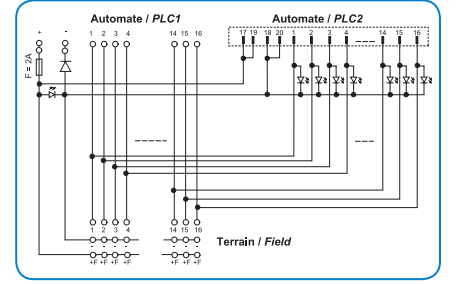 Automate / PLC1 Automate / PLC2
+ - 1 2 3 4 14 15 16 17 19 18 20 1 2 3 4 14 15 16
F = 2A
1 2 3 4 14 15 16
Terrain / Field
- - - - - - -
+F +F +F +F +F +F +F